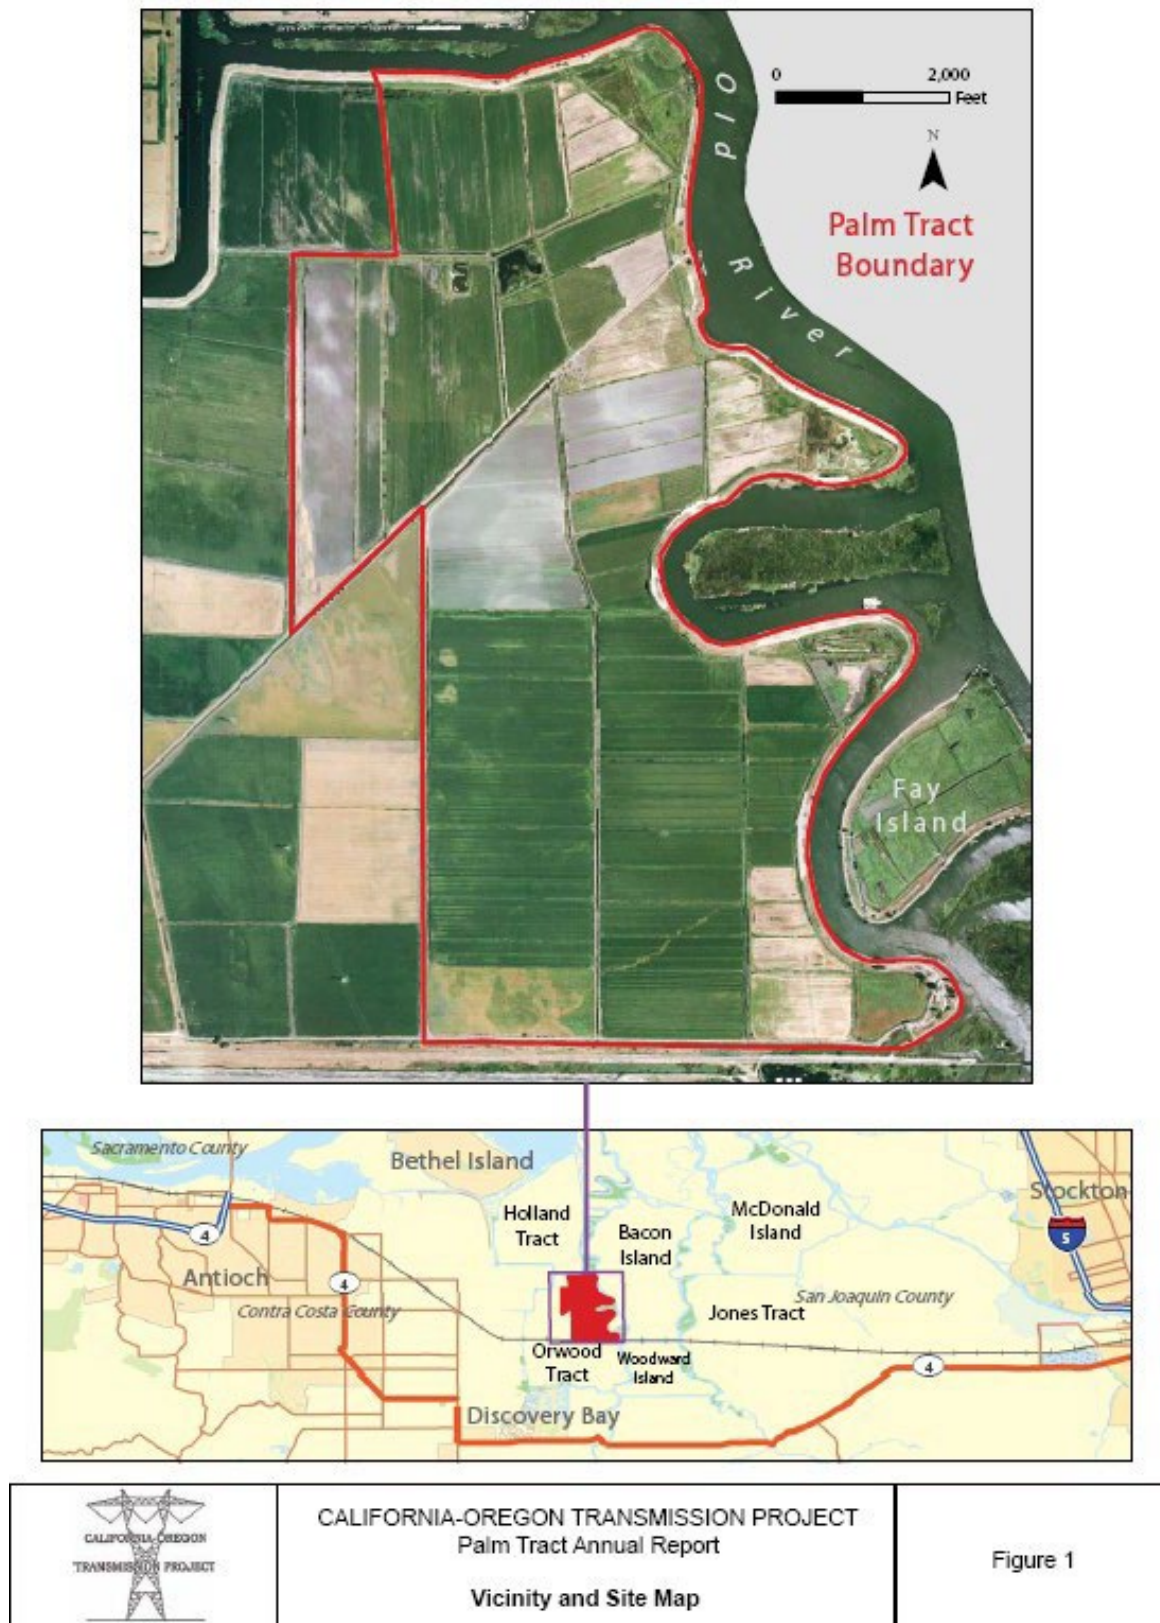 0 2,000
Feet
N
Old River
Palm Tract
Boundary
Fay
Island
Sacramento County
Bethel Island
Stockton
Holland
Tract
Bacon
Island
McDonald
Island
5
4
Antioch
4
Contra Costa County
San Joaquin County
Jones Tract
Orwood
Tract
Woodward
Island
4
Discovery Bay
CALIFORNIA-OREGON
TRANSMISSION PROJECT
CALIFORNIA-OREGON TRANSMISSION PROJECT
Palm Tract Annual Report
Vicinity and Site Map
Figure 1